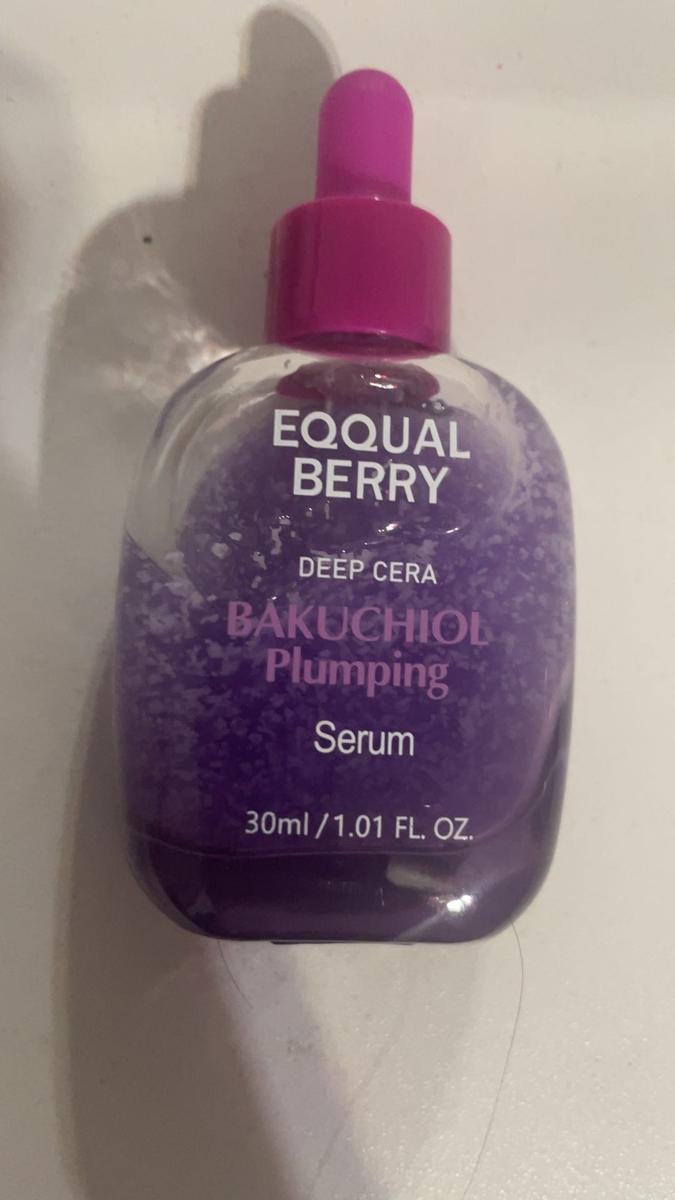 EQQUAL
BERRY
DEEP CERA
BAKUCHIOL
Plumping
Serum
30ml / 1.01 FL. OZ.